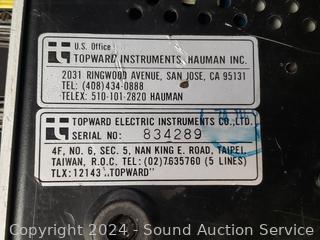 U.S. Office
TOPWARD INSTRUMENTS, HAUMAN INC.
2031 RINGWOOD AVENUE, SAN JOSE, CA 95131
TEL: (408)434-0888
TELEX: 510-101-2820 HAUMAN
TOPWARD ELECTRIC INSTRUMENTS CO., LTD.
SERIAL NO: 834289
4F, NO. 6, SEC. 5, NAN KING E. ROAD, TAIPEI,
TAIWAN, R.O.C. TEL: (02)7635760 (5 LINES)
TLX: 12143 "TOPWARD"
Copyright 2024 - Sound Auction Service